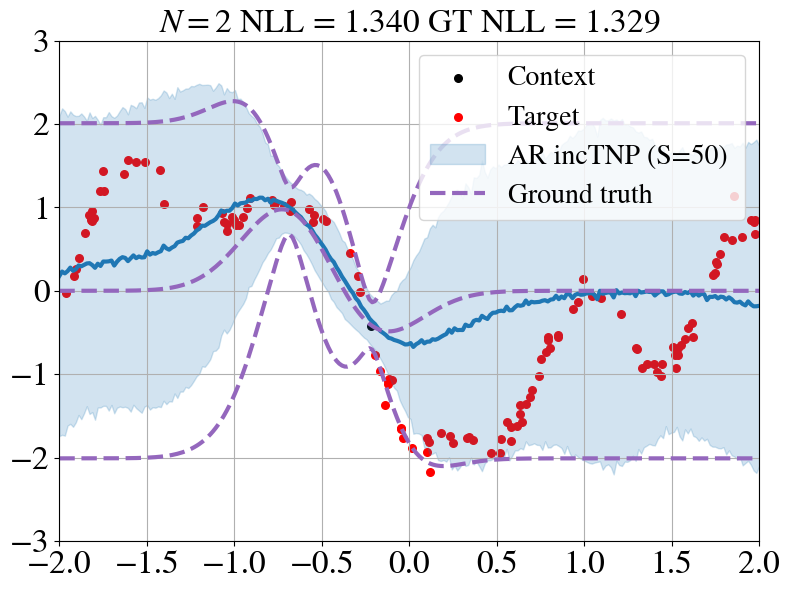 N = 2 NLL = 1.340 GT NLL = 1.329
3
2
1
0
−1
−2
−3
Context
Target
AR incTNP (S=50)
Ground truth
−2.0 −1.5 −1.0 −0.5 0.0 0.5 1.0 1.5 2.0